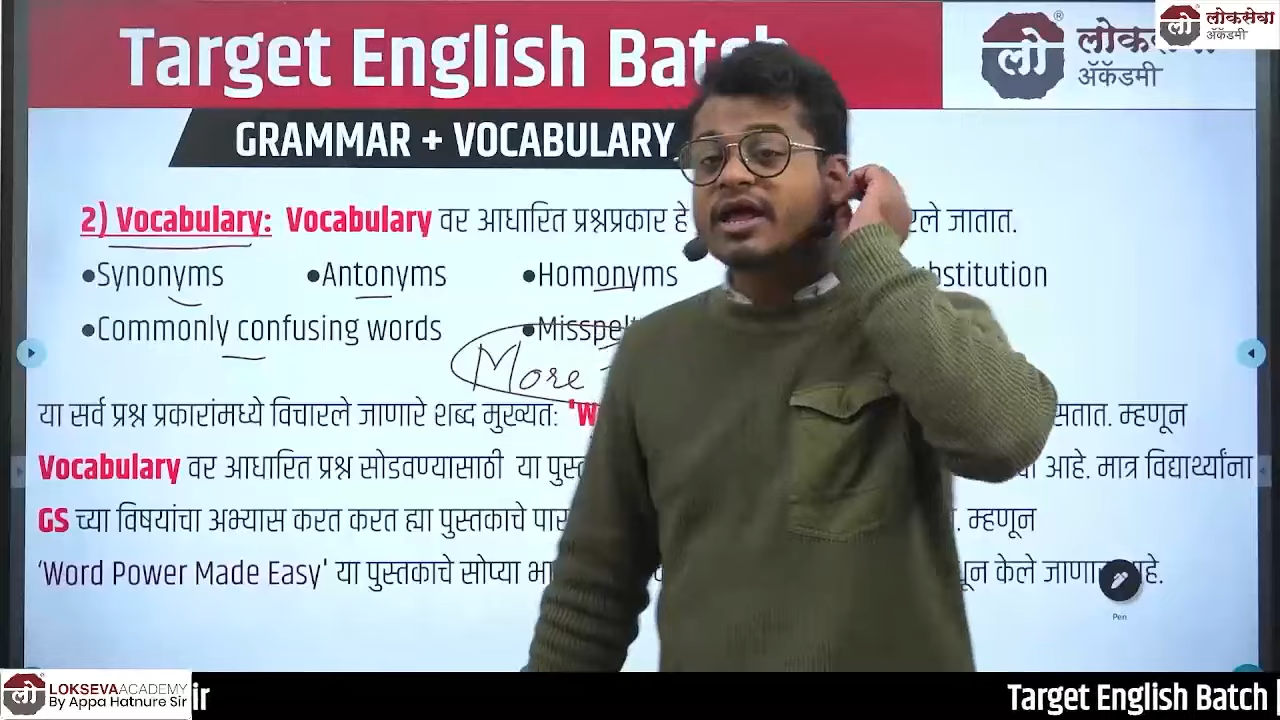 Target English Batch
लोकसेवा
ॲकॅडमी
लोक
ॲकॅडमी
GRAMMAR + VOCABULARY
2) Vocabulary: Vocabulary वर आधारित प्रश्नप्रकार हे जातात.
•Synonyms •Antonyms •Homonyms
•Commonly confusing words
More
या सर्व प्रश्न प्रकारांमध्ये विचारले जाणारे शब्द मुख्यतः म्हणून
Vocabulary वर आधारित प्रश्न सोडवण्यासाठी या आहे. मात्र विद्यार्थ्यांना
GS च्या विषयांचा अभ्यास करत करत ह्या पुस्तकाचे म्हणून
‘Word Power Made Easy' या पुस्तकाचे सोप्या केले
Pen
लो
LOKSEVA ACADEMY
By Appa Hatnure Sir
Target English Batch